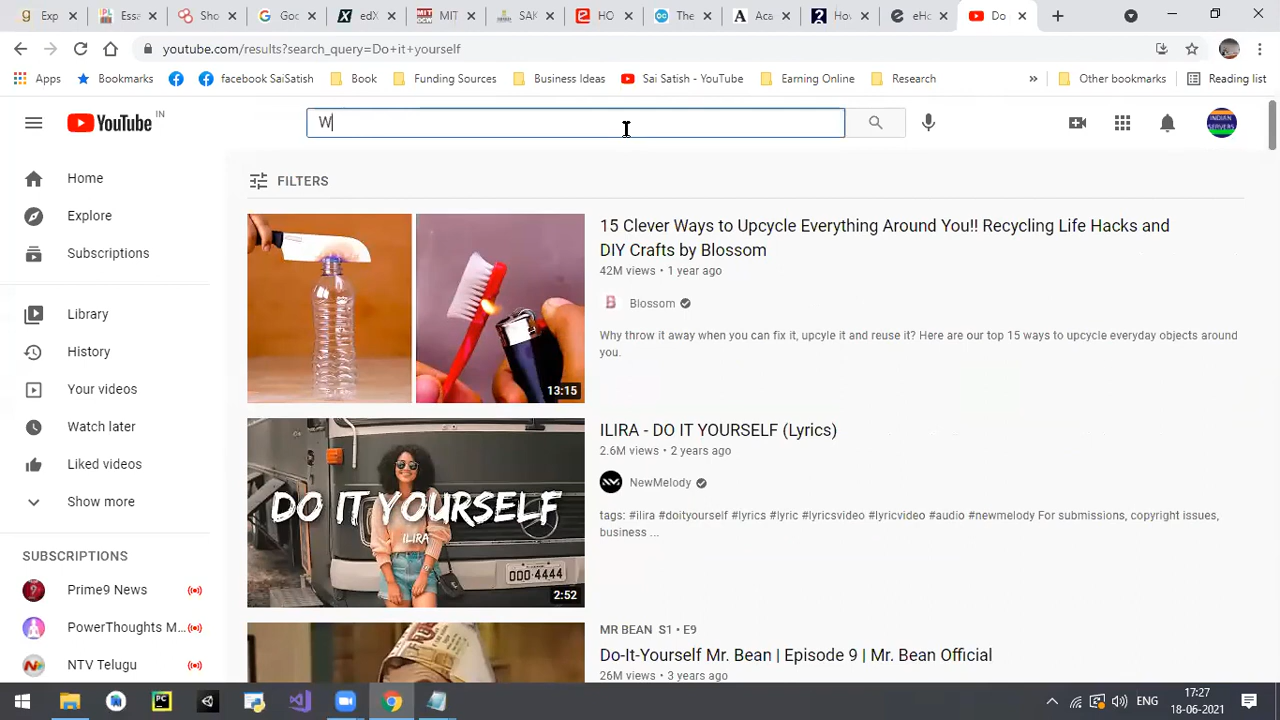 Ess
Sho
Goc
edX
MIT
SAK
HO
The
Aca
Hov
eHc
Do
youtube.com/results?search_query=Do+it+yourself
Apps
Bookmarks
facebook SaiSatish
Book
Funding Sources
Business Ideas
Sai Satish - YouTube
Earning Online
Research
»
Other bookmarks
Reading list
YouTube IN
W
INDIAN SERVERS
Home
Explore
Subscriptions
Library
History
Your videos
Watch later
Liked videos
Show more
SUBSCRIPTIONS
Prime9 News
PowerThoughts M...
NTV Telugu
FILTERS
13:15
15 Clever Ways to Upcycle Everything Around You!! Recycling Life Hacks and
DIY Crafts by Blossom
42M views • 1 year ago
Blossom
Why throw it away when you can fix it, upcyle it and reuse it? Here are our top 15 ways to upcycle everyday objects around
you.
DO IT YOURSELF
ILIRA
000·4444
2:52
ILIRA - DO IT YOURSELF (Lyrics)
2.6M views • 2 years ago
NewMelody
tags: #ilira #doityourself #lyrics #lyric #lyricsvideo #lyricvideo #audio #newmelody For submissions, copyright issues,
business ...
MR BEAN S1 • E9
Do-It-Yourself Mr. Bean | Episode 9 | Mr. Bean Official
26M views • 3 years ago
ENG
17:27
18-06-2021